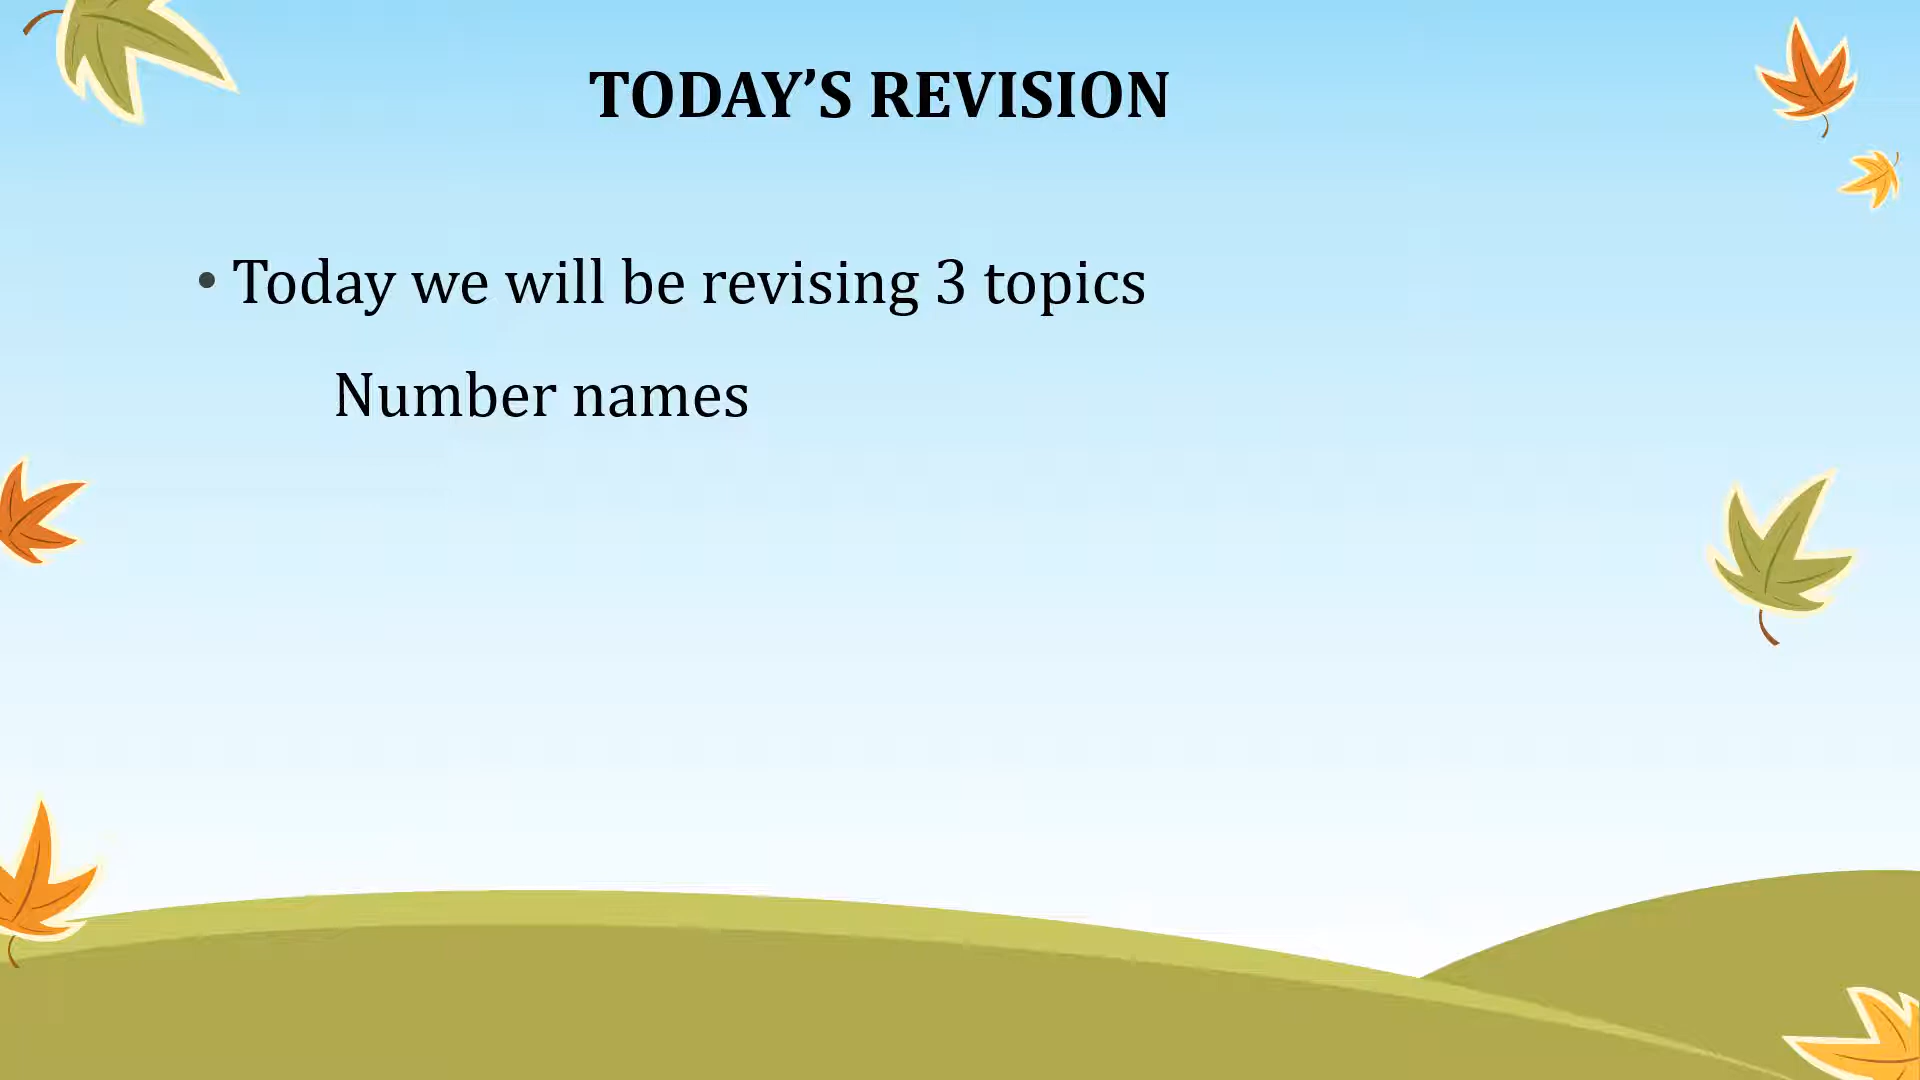 TODAY’S REVISION
• Today we will be revising 3 topics
Number names